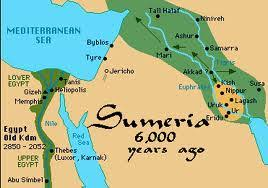 Tall Halaf
Nineveh
MEDITERRANEAN
SEA
Ashur
Samarra
Byblos
Mari
Tyre
Akkad ?
Jericho
Kish
Nippur
LOWER
EGYPT
Tanis
Euphrates
Lagash
Gizeh
Heliopolis
Uruk
Ur
Memphis
Eridu
Sumeria
6,000
years ago
Nile
Red
Sea
Egypt
Old Kdm
2850 - 2052
Thebes
(Luxor, Karnak)
UPPER
EGYPT
Abu Simbel